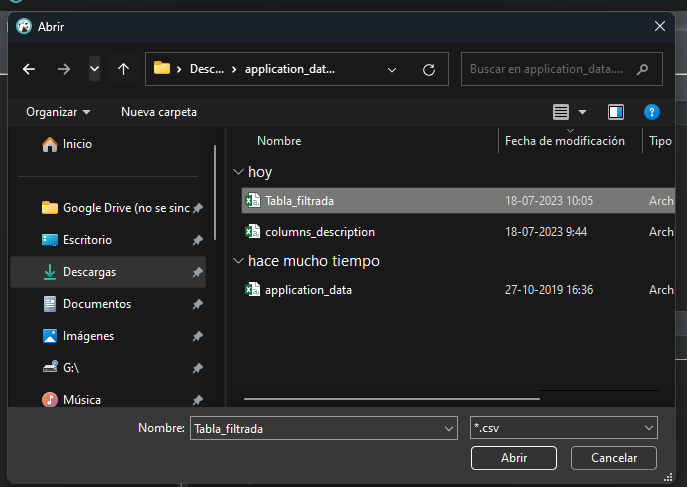 Abrir
Desc... application_dat...
Buscar en application_data....
Organizar Nueva carpeta
Inicio
Google Drive (no se sinc
Escritorio
Descargas
Documentos
Imágenes
G:\
Música
Nombre Fecha de modificación Tipo
hoy
Tabla_filtrada 18-07-2023 10:05 Arch
columns_description 18-07-2023 9:44 Arch
hace mucho tiempo
application_data 27-10-2019 16:36 Arch
Nombre: Tabla_filtrada *.csv
Abrir Cancelar